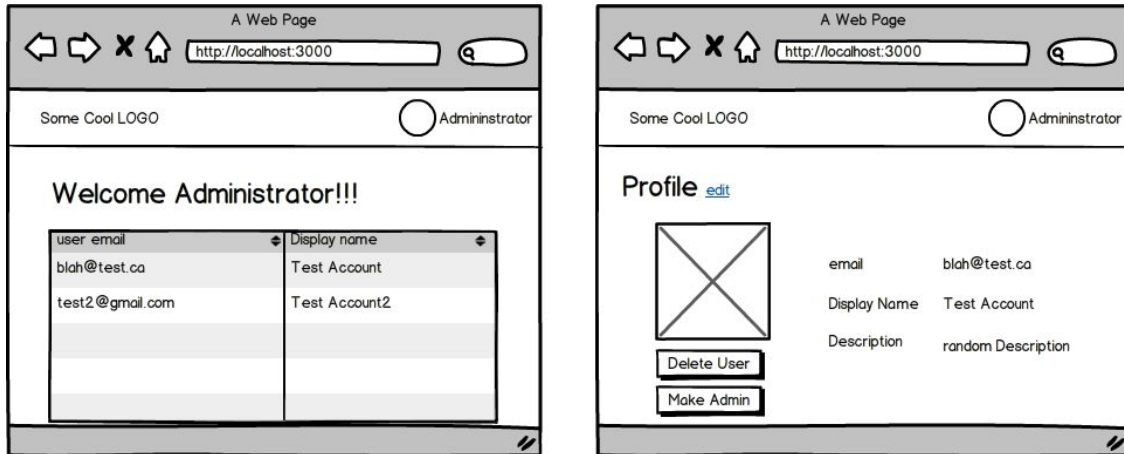 A Web Page
http://localhost:3000
Some Cool LOGO
Admininstrator
Welcome Administrator!!!
user email
Display name
blah@test.ca
Test Account
test2@gmail.com
Test Account2
A Web Page
http://localhost:3000
Some Cool LOGO
Admininstrator
Profile edit
email
blah@test.ca
Display Name
Test Account
Description
random Description
Delete User
Make Admin